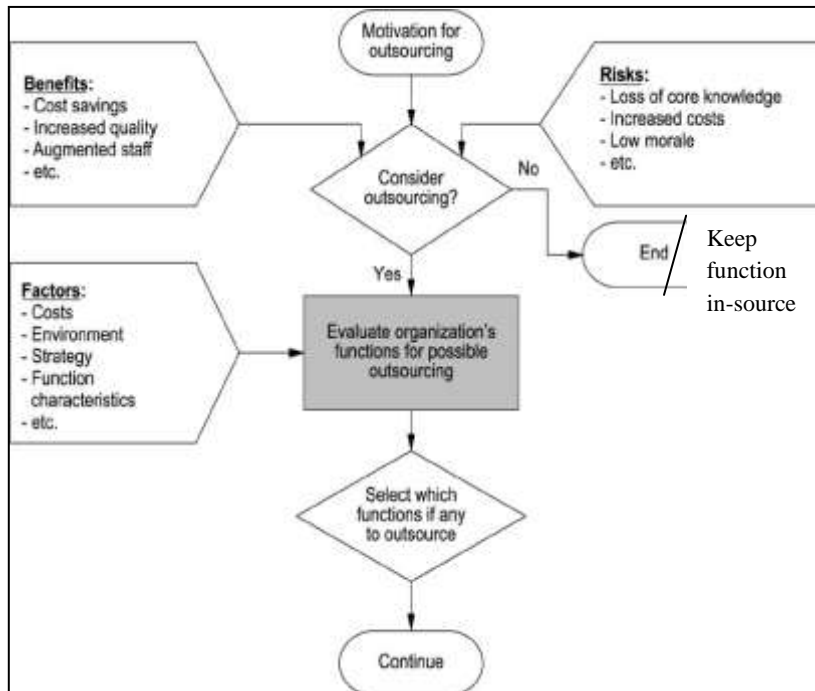 Motivation for
outsourcing
Benefits:
- Cost savings
- Increased quality
- Augmented staff
- etc.
Risks:
- Loss of core knowledge
- Increased costs
- Low morale
- etc.
Consider
outsourcing?
No
End
Keep
function
in-source
Yes
Factors:
- Costs
- Environment
- Strategy
- Function
characteristics
- etc.
Evaluate organization's
functions for possible
outsourcing
Select which
functions if any
to outsource
Continue